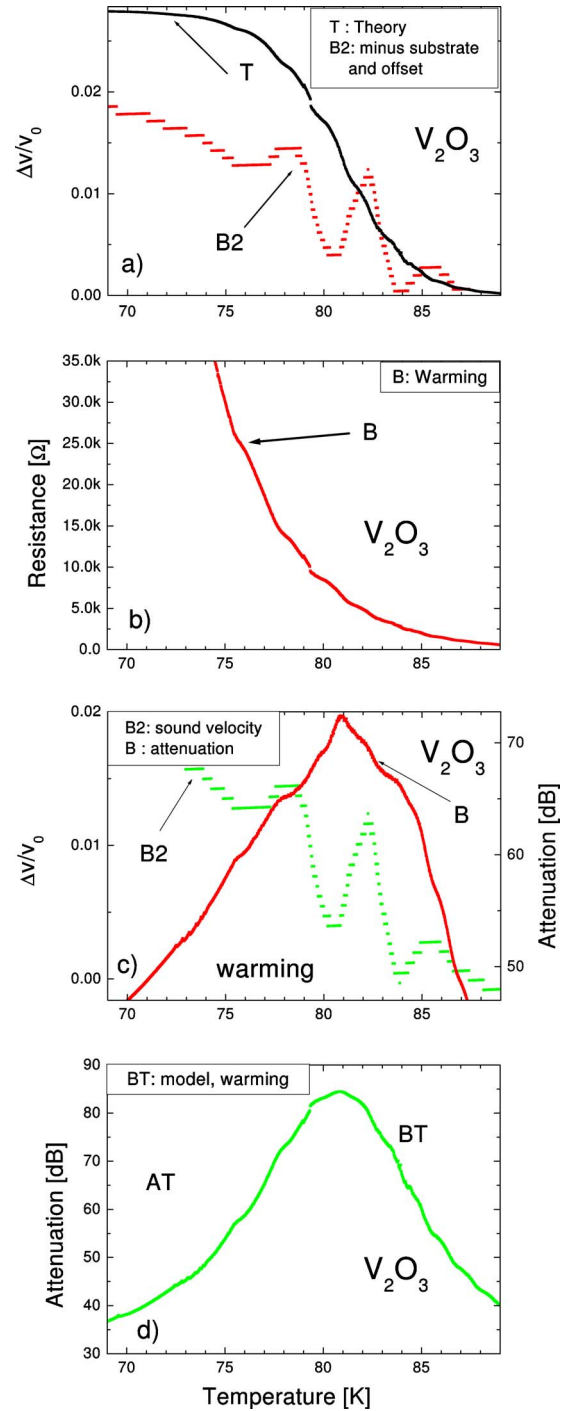 T : Theory
B2: minus substrate
and offset
T
V₂O₃
B2
a)
Δv/v₀
0.02
0.01
0.00
70 75 80 85
B: Warming
B
V₂O₃
b)
Resistance [Ω]
35.0k
30.0k
25.0k
20.0k
15.0k
10.0k
5.0k
0.0
70 75 80 85
B2: sound velocity
B : attenuation
V₂O₃
B
B2
c) warming
Δv/v₀
0.02
0.01
0.00
Attenuation [dB]
70
60
50
70 75 80 85
BT: model, warming
BT
AT
V₂O₃
d)
Attenuation [dB]
90
80
70
60
50
40
30
70 75 80 85
Temperature [K]